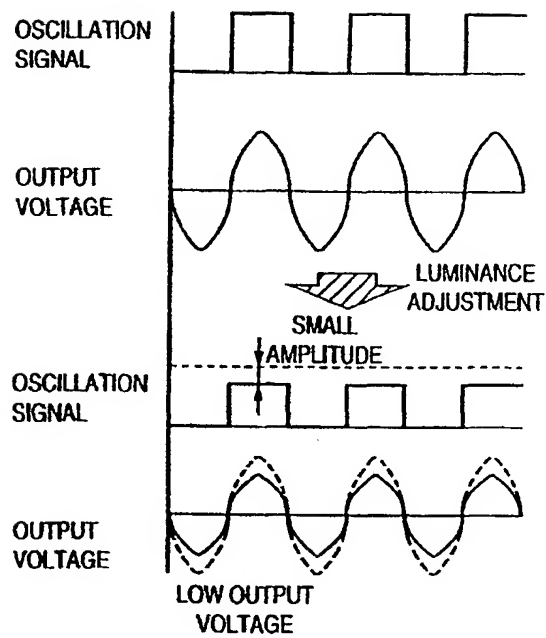 OSCILLATION
SIGNAL
OUTPUT
VOLTAGE
LUMINANCE
ADJUSTMENT
SMALL
AMPLITUDE
OSCILLATION
SIGNAL
OUTPUT
VOLTAGE
LOW OUTPUT
VOLTAGE